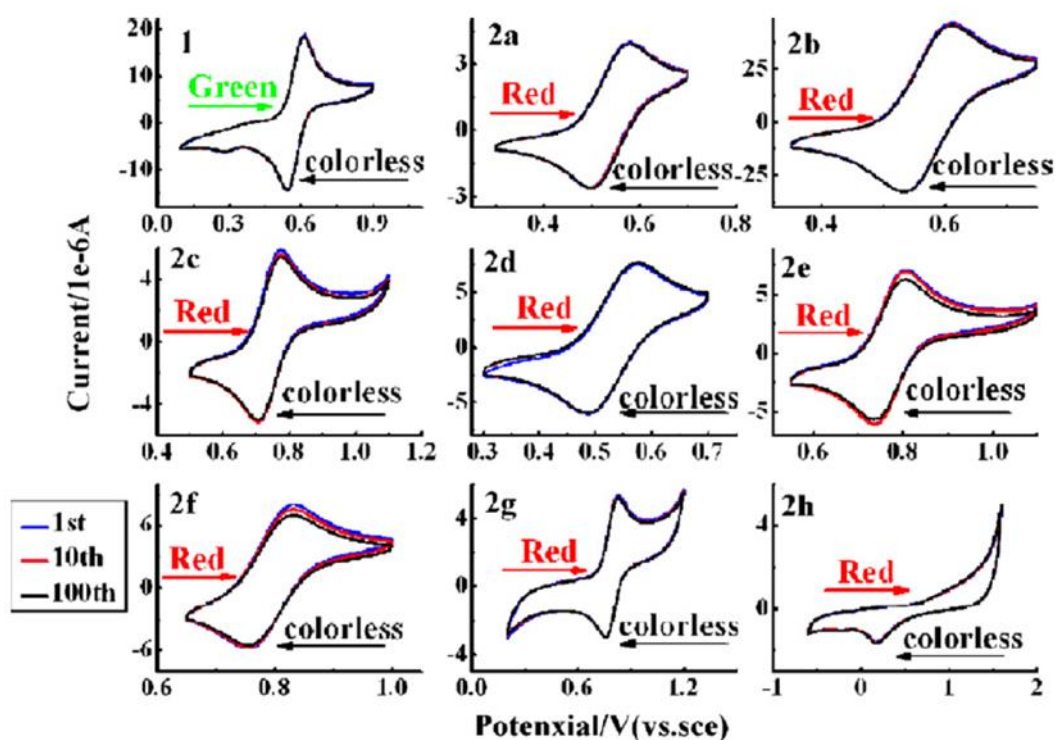 1
20
10
0
-10
Green
colorless
0.0 0.3 0.6 0.9
2a
3
0
-3
Red
colorless
0.4 0.6 0.8
2b
25
0
-25
Red
colorless
0.4 0.6
Current/1e-6A
2c
4
0
-4
Red
colorless
0.4 0.6 0.8 1.0 1.2
2d
5
0
-5
Red
colorless
0.3 0.4 0.5 0.6 0.7
2e
5
0
-5
Red
colorless
0.6 0.8 1.0
1st
10th
100th
2f
6
0
-6
Red
colorless
0.6 0.8 1.0
2g
4
0
-4
Red
colorless
0.0 0.6 1.2
2h
4
0
Red
colorless
-1 0 1 2
Potenxial/V(vs.sce)